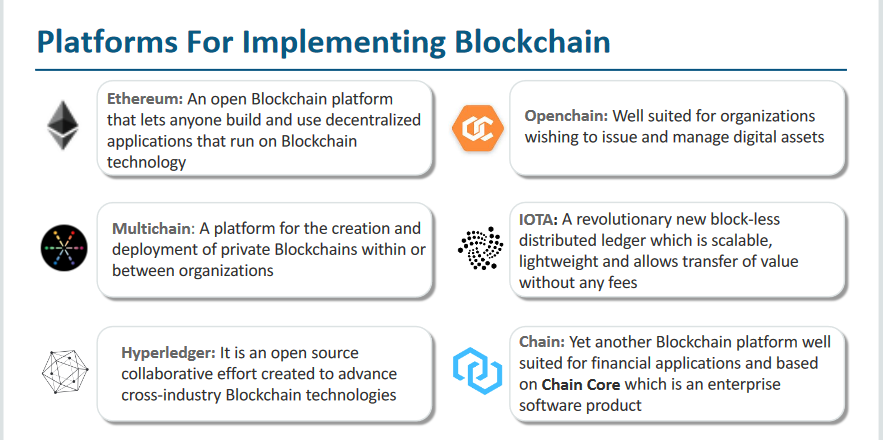 Platforms For Implementing Blockchain
Ethereum: An open Blockchain platform
that lets anyone build and use decentralized
applications that run on Blockchain
technology
Openchain: Well suited for organizations
wishing to issue and manage digital assets
Multichain: A platform for the creation and
deployment of private Blockchains within or
between organizations
IOTA: A revolutionary new block-less
distributed ledger which is scalable,
lightweight and allows transfer of value
without any fees
Hyperledger: It is an open source
collaborative effort created to advance
cross-industry Blockchain technologies
Chain: Yet another Blockchain platform well
suited for financial applications and based
on Chain Core which is an enterprise
software product